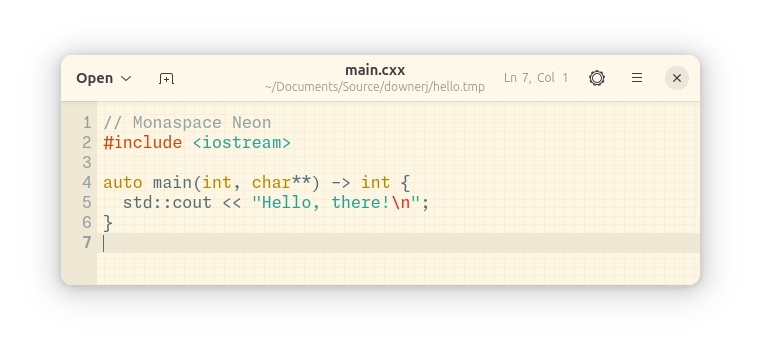 Open
main.cxx
~/Documents/Source/downerj/hello.tmp
Ln 7, Col 1
1 // Monaspace Neon
2 #include <iostream>
3
4 auto main(int, char**) -> int {
5   std::cout << "Hello, there!\n";
6 }
7